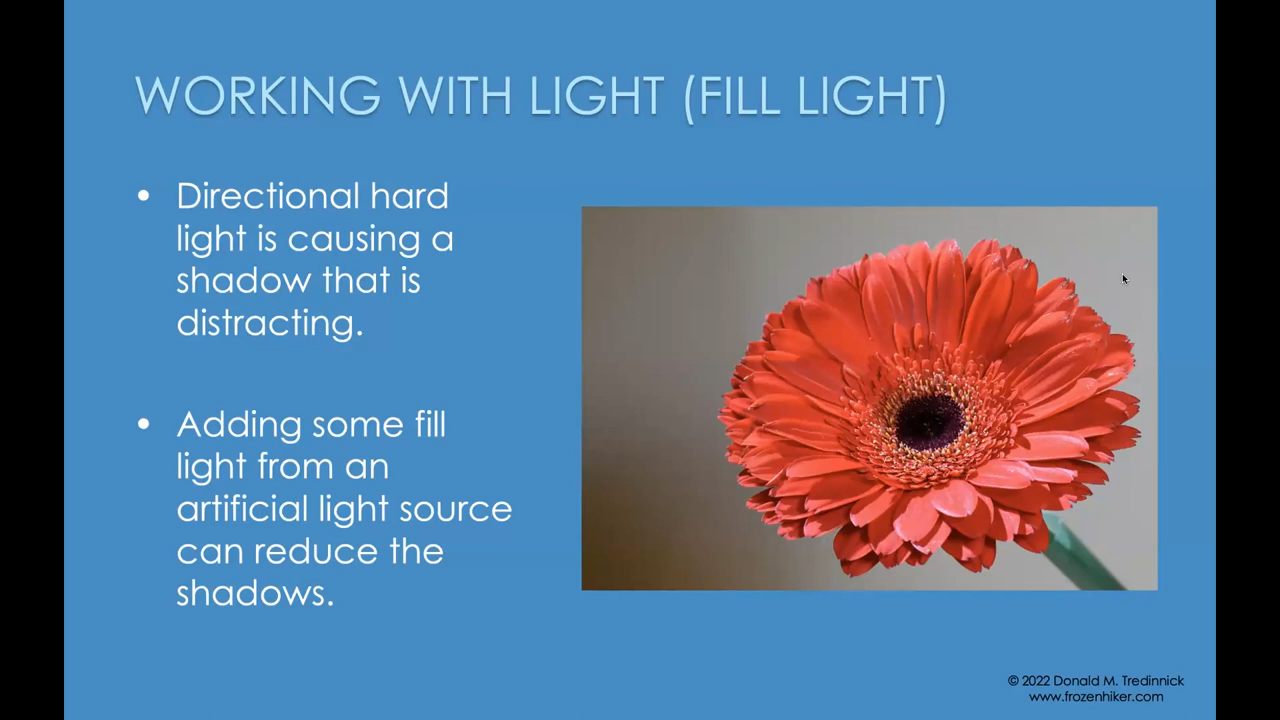 WORKING WITH LIGHT (FILL LIGHT)
• Directional hard
light is causing a
shadow that is
distracting.
• Adding some fill
light from an
artificial light source
can reduce the
shadows.
© 2022 Donald M. Tredinnick
www.frozenhiker.com